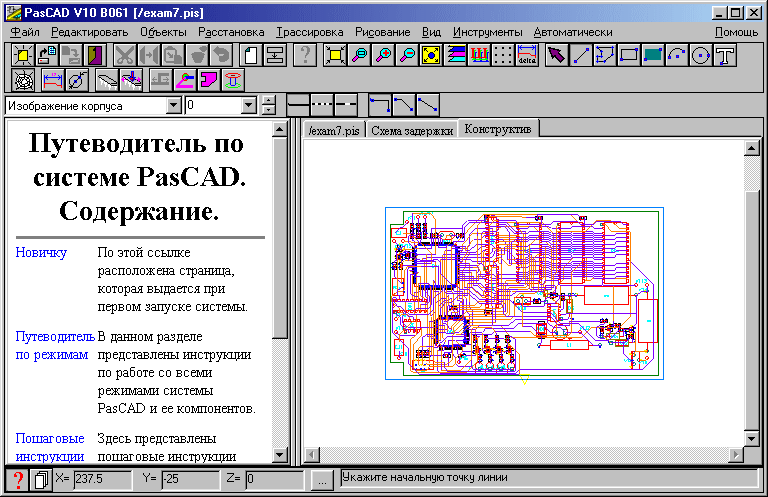 PasCAD V10 B061 [/exam7.pis]
Файл Редактировать Объекты Расстановка Трассировка Рисование Вид Инструменты Автоматически Помощь
delca
Изображение корпуса 0
/exam7.pis Схема задержки Конструктив
Путеводитель по
системе PasCAD.
Содержание.
Новичку По этой ссылке
расположена страница,
которая выдается при
первом запуске системы.
Путеводитель В данном разделе
по режимам представлены инструкции
по работе со всеми
режимами системы
PasCAD и ее компонентов.
Пошаговые Здесь представлены
инструкции пошаговые инструкции
X= 237.5 Y= -25 Z= 0 ... Укажите начальную точку линии